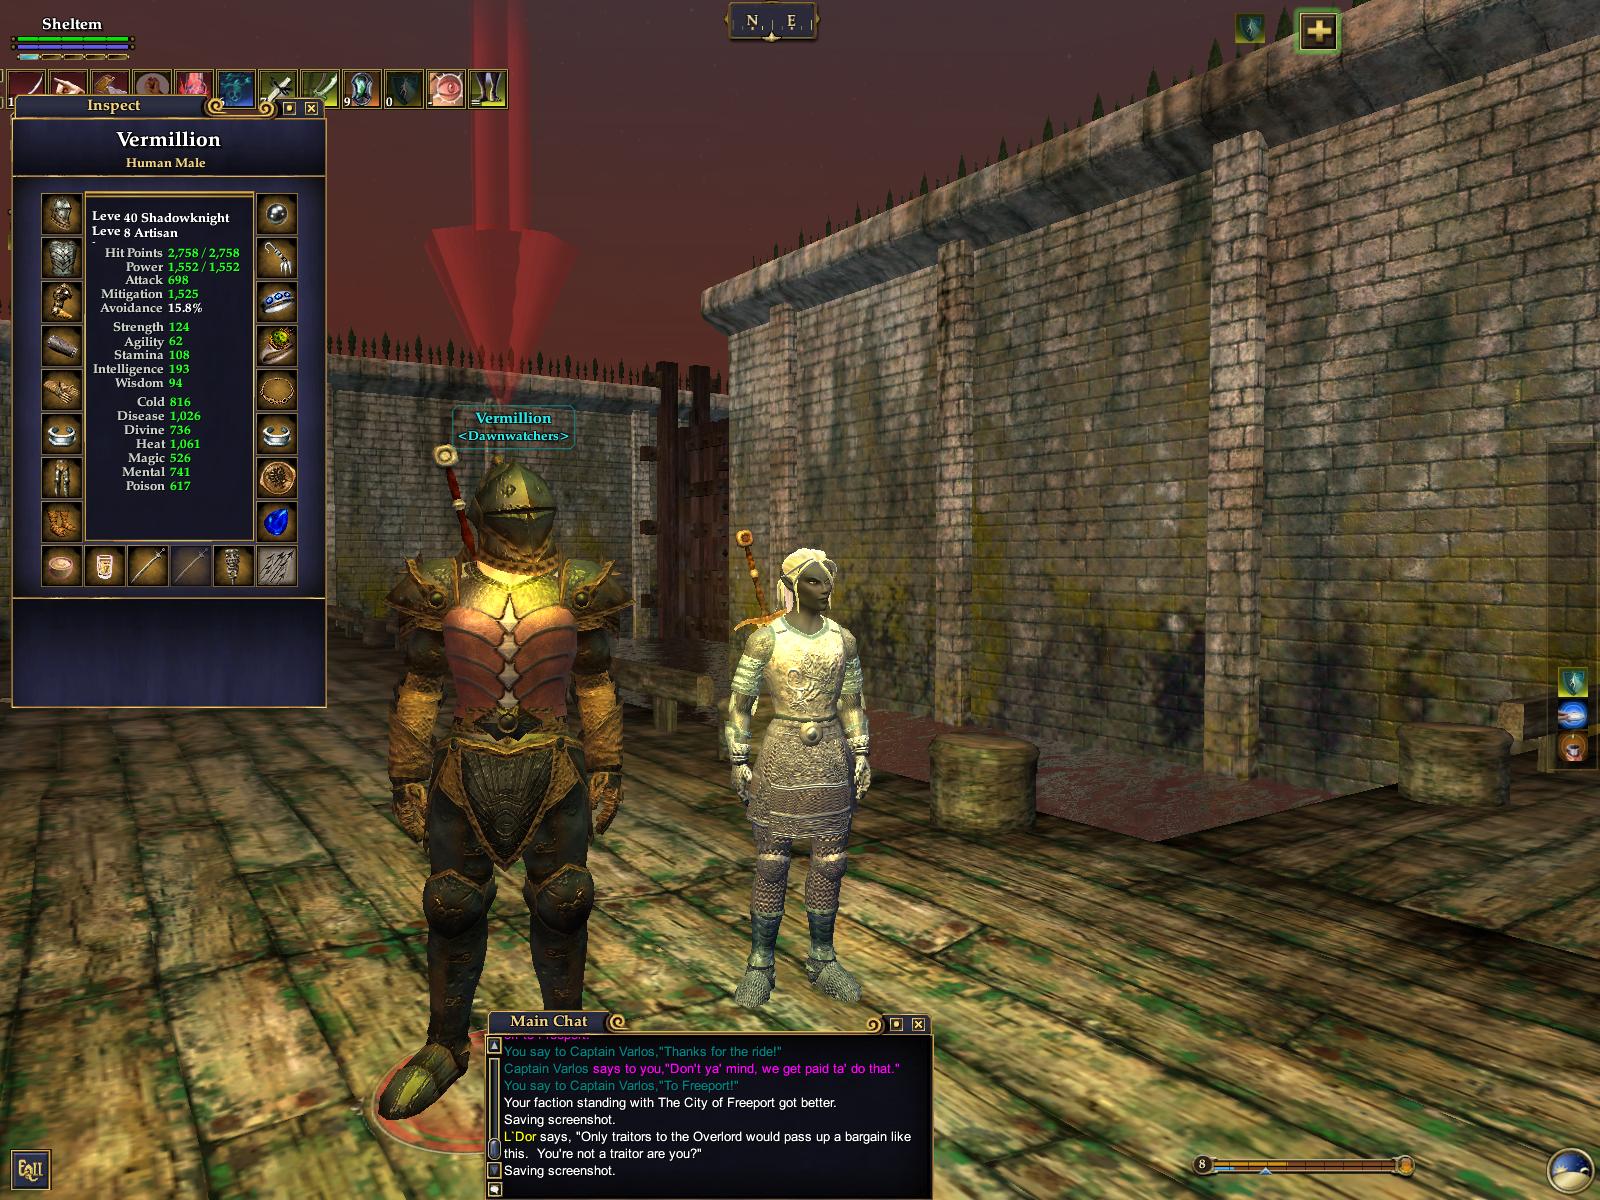 Sheltem
N E
9
0
Inspect
Vermillion
Human Male
Leve 40 Shadowknight
Leve 8 Artisan
Hit Points 2,758 / 2,758
Power 1,552 / 1,552
Attack 698
Mitigation 1,525
Avoidance 15.8%
Strength 124
Agility 62
Stamina 108
Intelligence 193
Wisdom 94
Cold 816
Disease 1,026
Divine 736
Heat 1,061
Magic 526
Mental 741
Poison 617
Vermillion
<Dawnwatchers>
Main Chat
You say to Captain Varlos,"Thanks for the ride!"
Captain Varlos says to you,"Don't ya' mind, we get paid ta' do that."
You say to Captain Varlos,"To Freeport!"
Your faction standing with The City of Freeport got better.
Saving screenshot.
L`Dor says, "Only traitors to the Overlord would pass up a bargain like
this.  You're not a traitor are you?"
Saving screenshot.
EQII
8